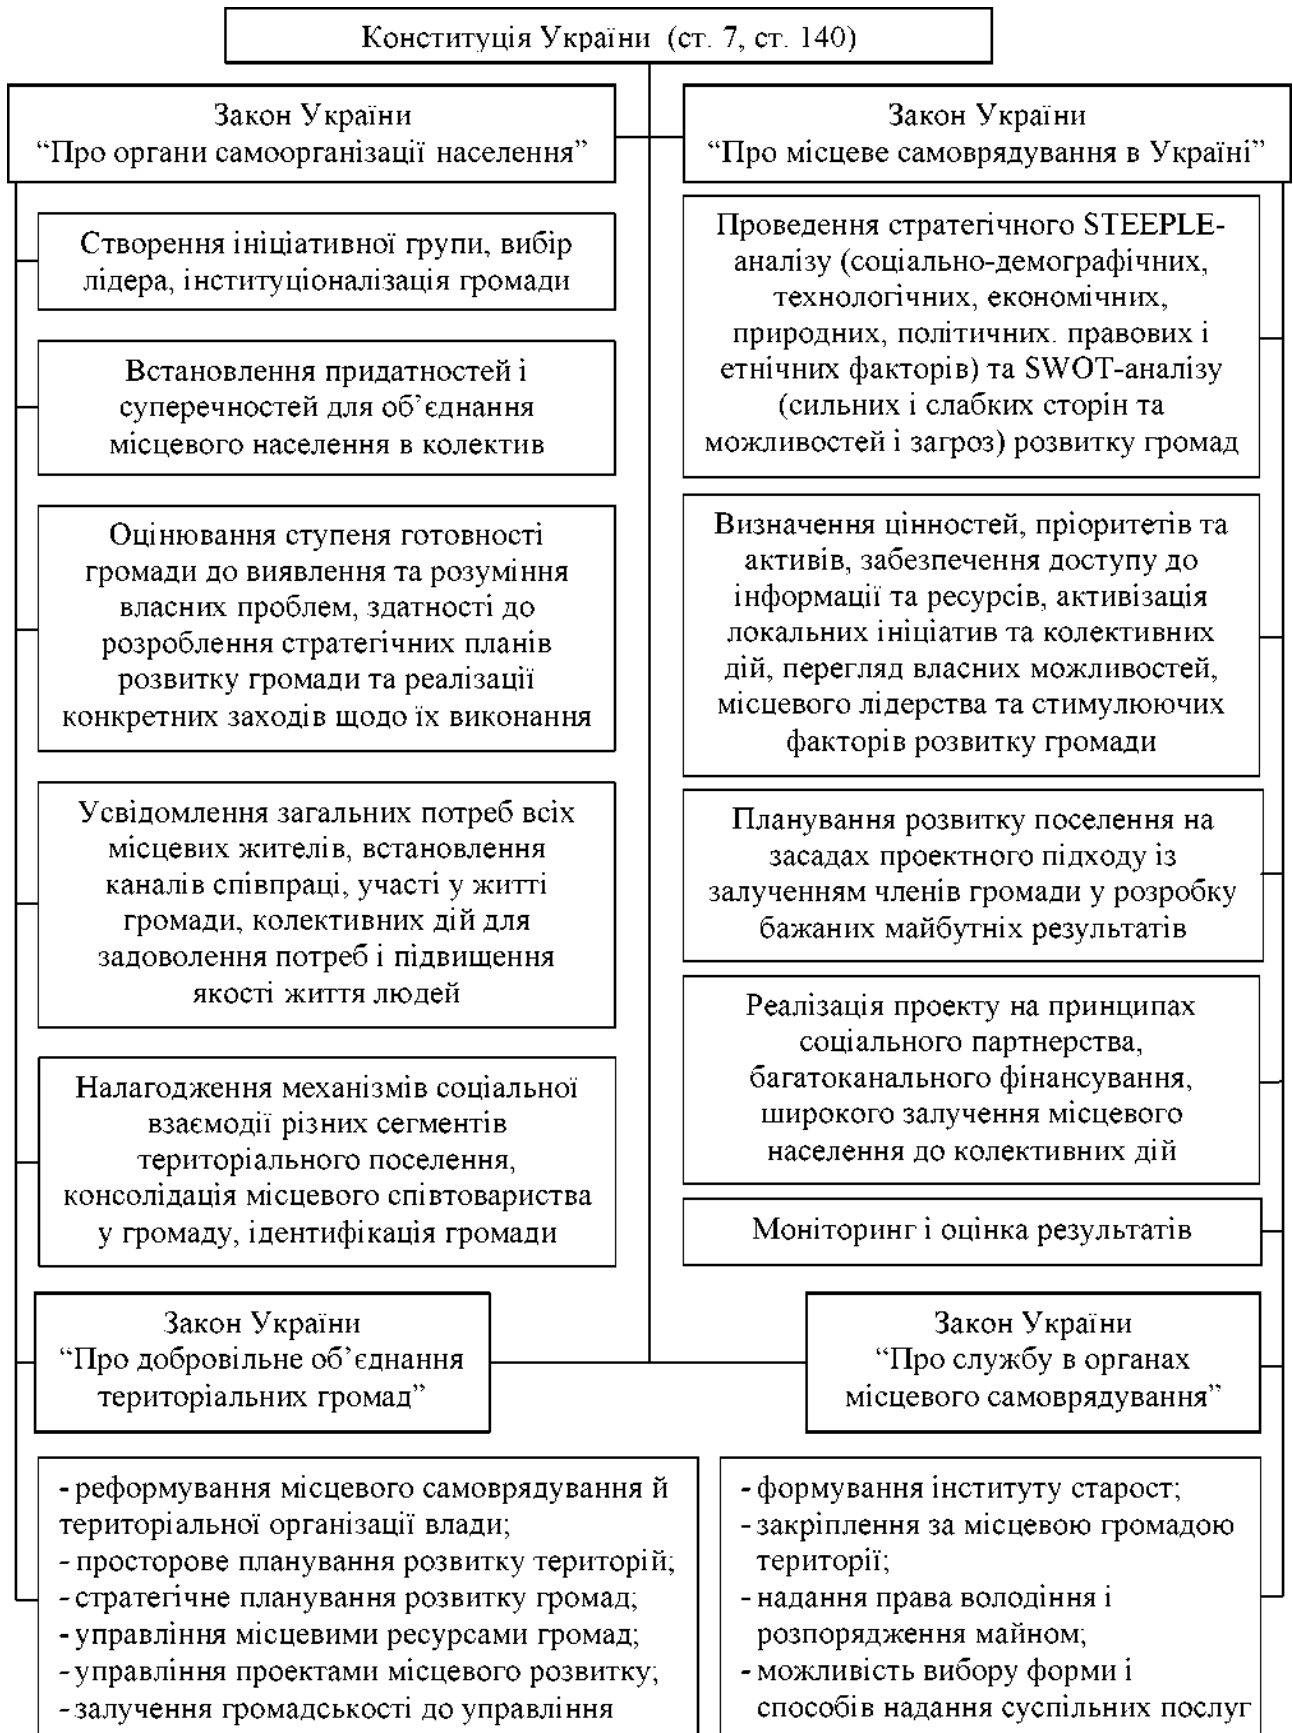 Конституція України (ст. 7, ст. 140)
Закон України
“Про органи самоорганізації населення”
Створення ініціативної групи, вибір
лідера, інституціоналізація громади
Встановлення придатностей і
суперечностей для об’єднання
місцевого населення в колектив
Оцінювання ступеня готовності
громади до виявлення та розуміння
власних проблем, здатності до
розроблення стратегічних планів
розвитку громади та реалізації
конкретних заходів щодо їх виконання
Усвідомлення загальних потреб всіх
місцевих жителів, встановлення
каналів співпраці, участі у житті
громади, колективних дій для
задоволення потреб і підвищення
якості життя людей
Налагодження механізмів соціальної
взаємодії різних сегментів
територіального поселення,
консолідація місцевого співтовариства
у громаду, ідентифікація громади
Закон України
“Про місцеве самоврядування в Україні”
Проведення стратегічного STEEPLE-
аналізу (соціально-демографічних,
технологічних, економічних,
природних, політичних. правових і
етнічних факторів) та SWOT-аналізу
(сильних і слабких сторін та
можливостей і загроз) розвитку громад
Визначення цінностей, пріоритетів та
активів, забезпечення доступу до
інформації та ресурсів, активізація
локальних ініціатив та колективних
дій, перегляд власних можливостей,
місцевого лідерства та стимулюючих
факторів розвитку громади
Планування розвитку поселення на
засадах проектного підходу із
залученням членів громади у розробку
бажаних майбутніх результатів
Реалізація проекту на принципах
соціального партнерства,
багатоканального фінансування,
широкого залучення місцевого
населення до колективних дій
Моніторинг і оцінка результатів
Закон України
“Про добровільне об’єднання
територіальних громад”
- реформування місцевого самоврядування й
територіальної організації влади;
- просторове планування розвитку територій;
- стратегічне планування розвитку громад;
- управління місцевими ресурсами громад;
- управління проектами місцевого розвитку;
- залучення громадськості до управління
Закон України
“Про службу в органах
місцевого самоврядування”
- формування інституту старост;
- закріплення за місцевою громадою
території;
- надання права володіння і
розпорядження майном;
- можливість вибору форми і
способів надання суспільних послуг